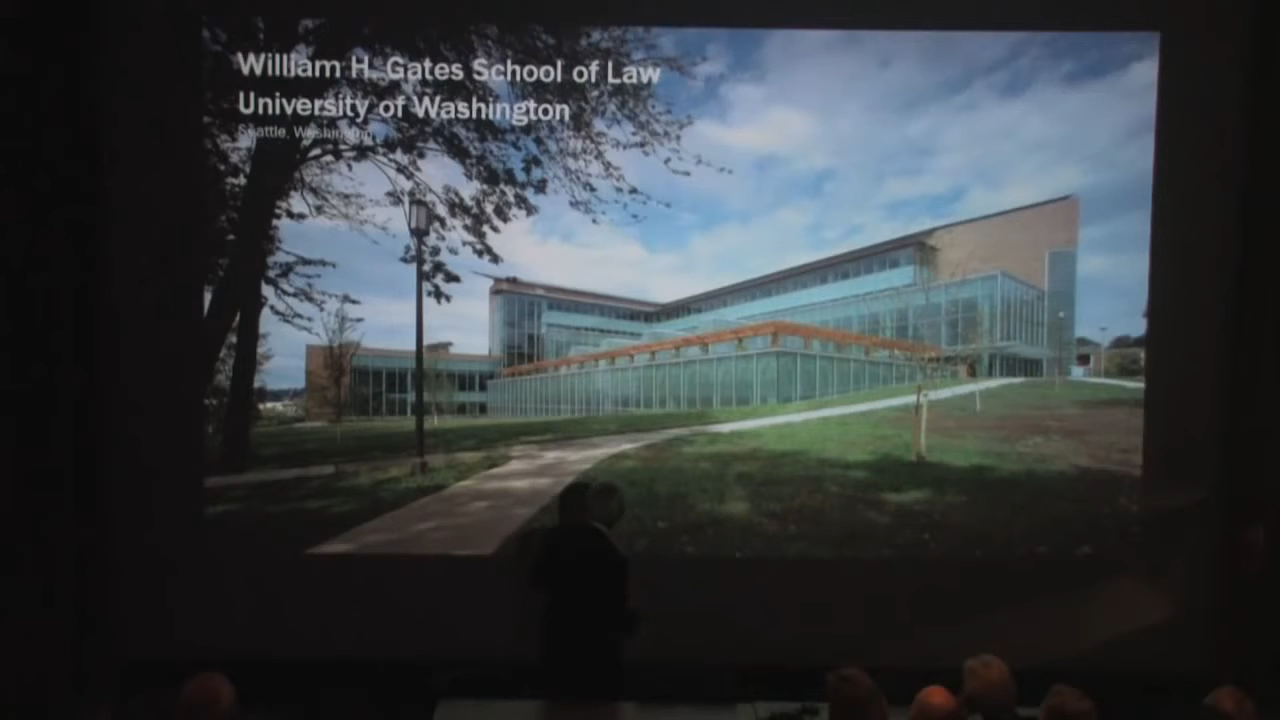 William H. Gates School of Law
University of Washington
Seattle, Washington